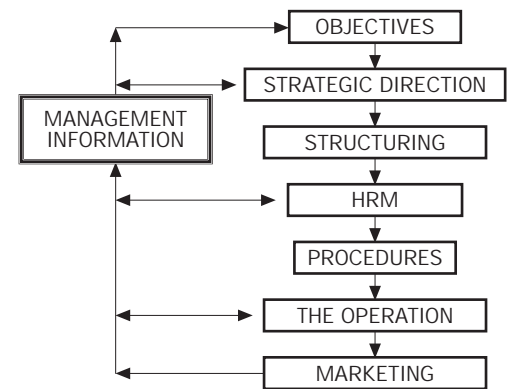 OBJECTIVES
STRATEGIC DIRECTION
MANAGEMENT
INFORMATION
STRUCTURING
HRM
PROCEDURES
THE OPERATION
MARKETING